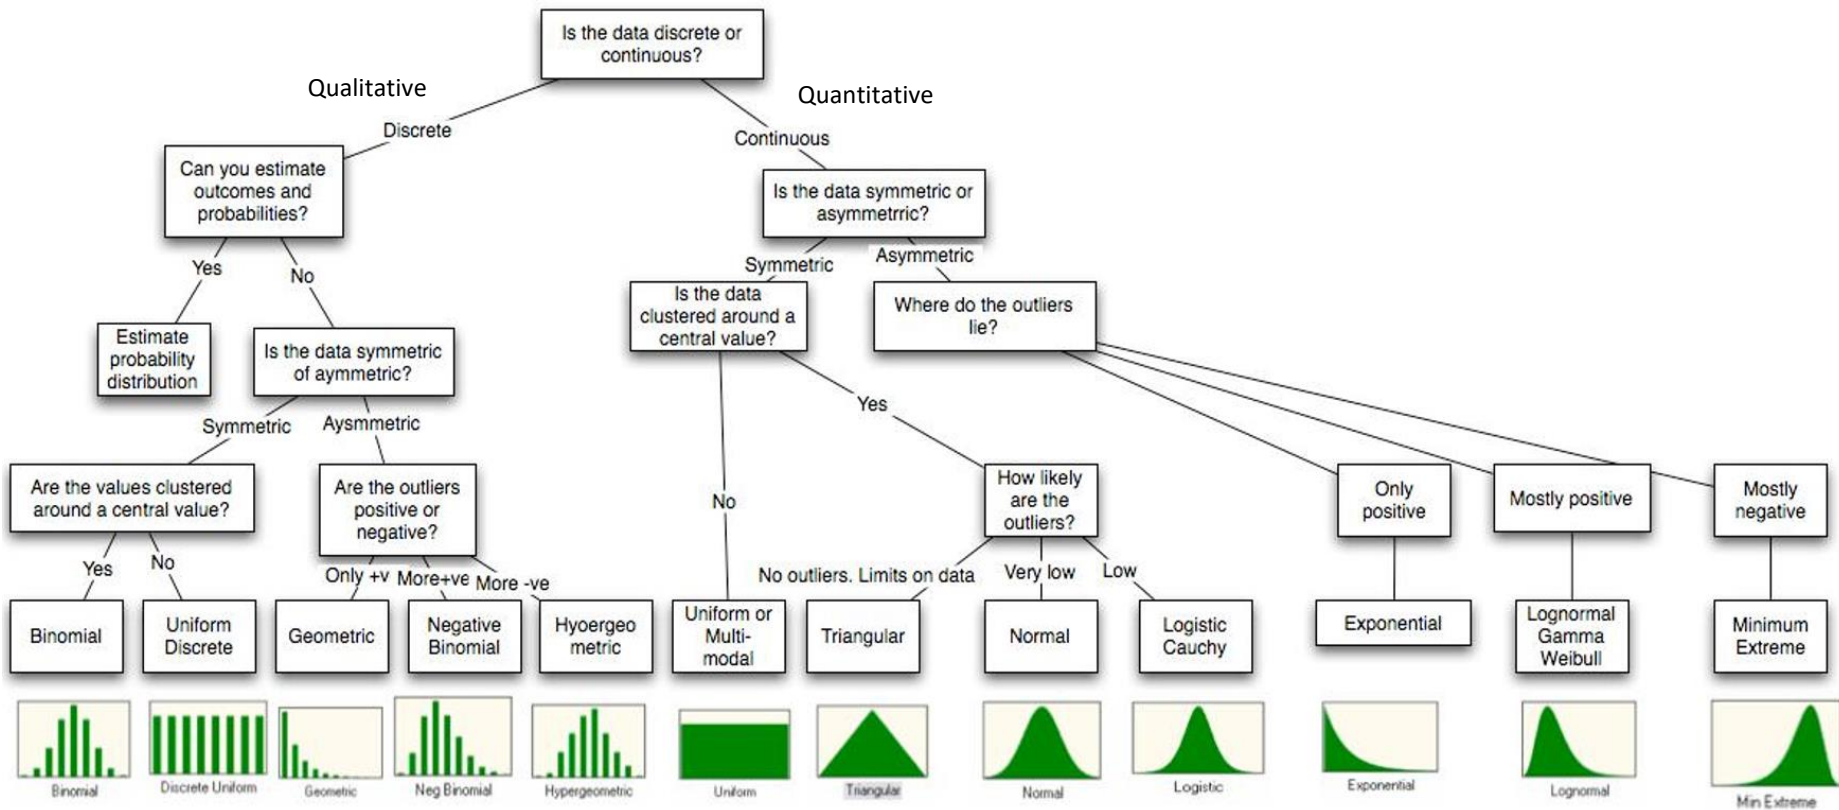 Is the data discrete or
continuous?
Qualitative
Quantitative
Discrete
Continuous
Can you estimate
outcomes and
probabilities?
Is the data symmetric or
asymmetrric?
Yes
No
Symmetric
Asymmetric
Estimate
probability
distribution
Is the data symmetric
of aymmetric?
Is the data
clustered around a
central value?
Where do the outliers
lie?
Symmetric
Aysmmetric
Yes
No
Are the values clustered
around a central value?
Are the outliers
positive or
negative?
How likely
are the
outliers?
Only
positive
Mostly positive
Mostly
negative
Yes
No
Only +v
More+ve
More -ve
No outliers. Limits on data
Very low
Low
Binomial
Uniform
Discrete
Geometric
Negative
Binomial
Hyoergeo
metric
Uniform or
Multi-
modal
Triangular
Normal
Logistic
Cauchy
Exponential
Lognormal
Gamma
Weibull
Minimum
Extreme
Binomial
Discrete Uniform
Geometric
Neg Binomial
Hypergeometric
Uniform
Triangular
Normal
Logistic
Exponential
Lognormal
Min Extreme